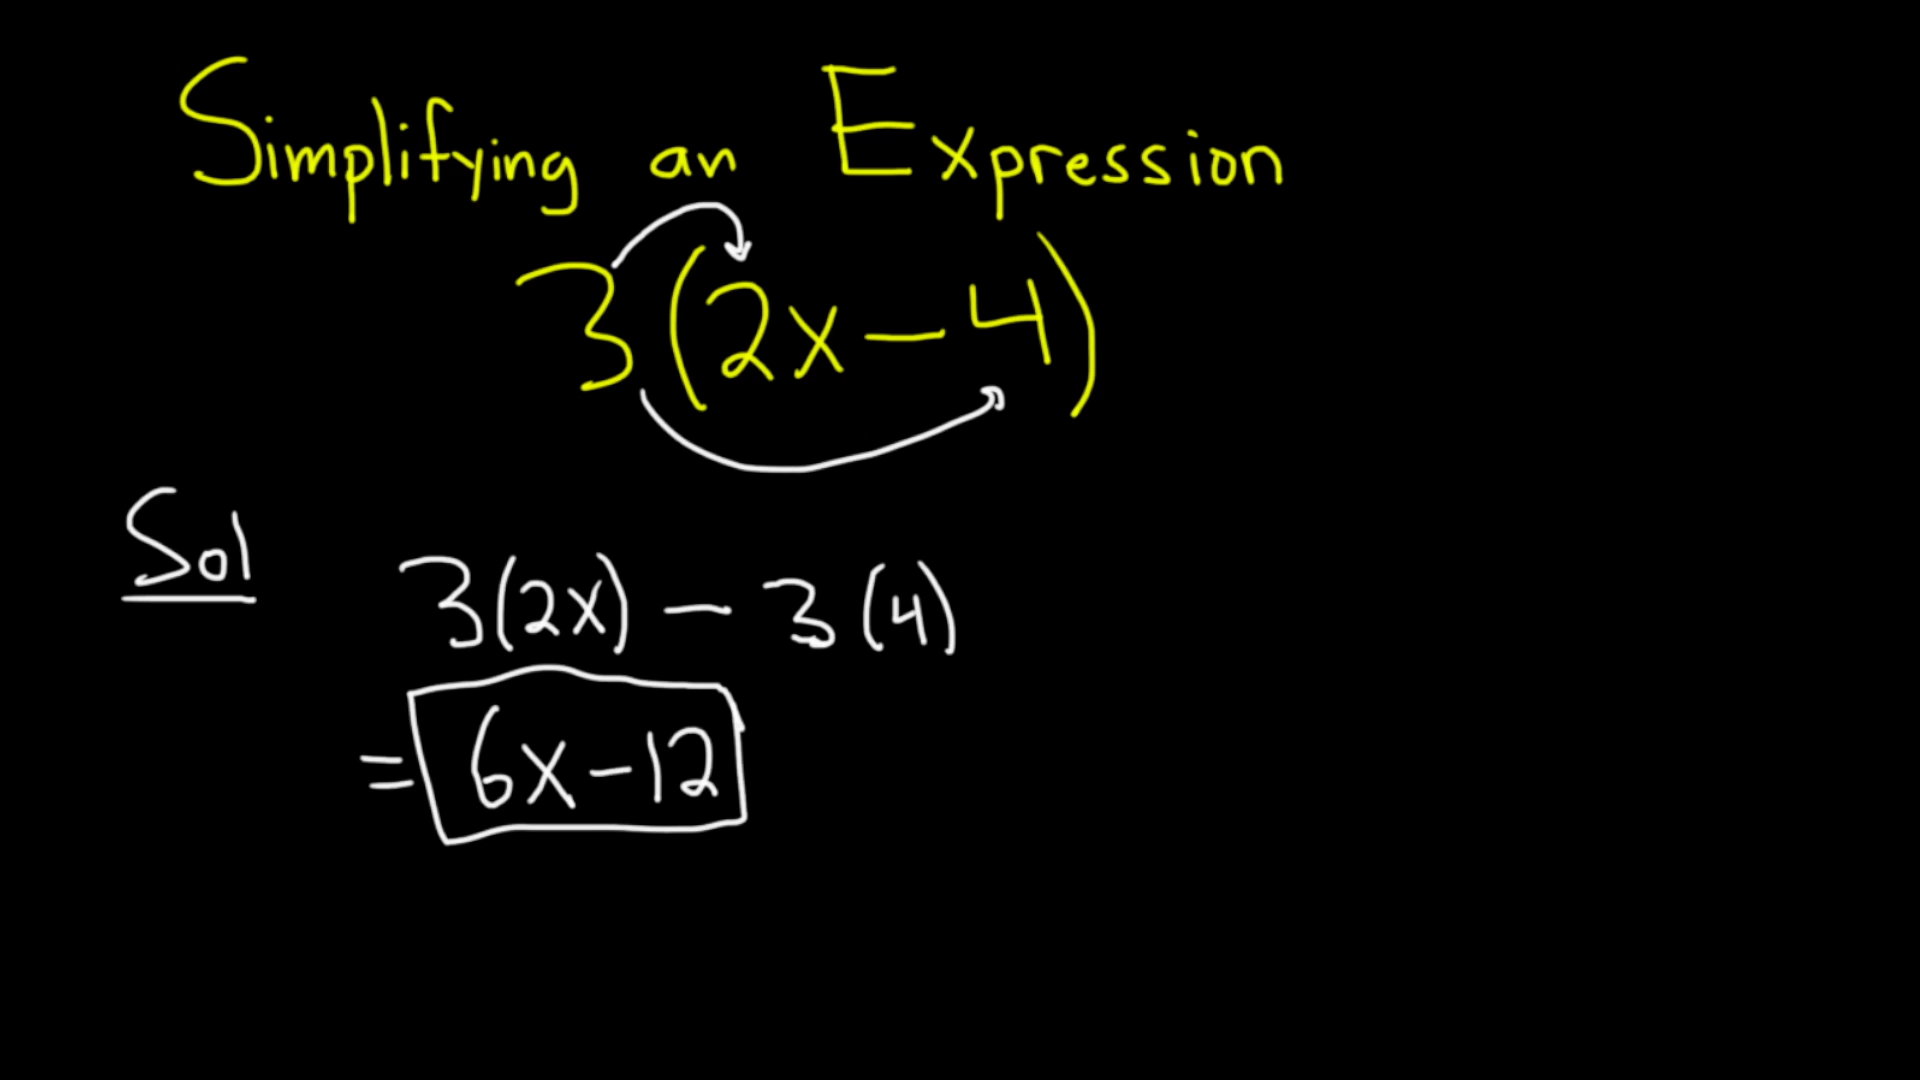 Simplifying an Expression
3(2x-4)
Sol
3(2x) - 3(4)
= 6x-12